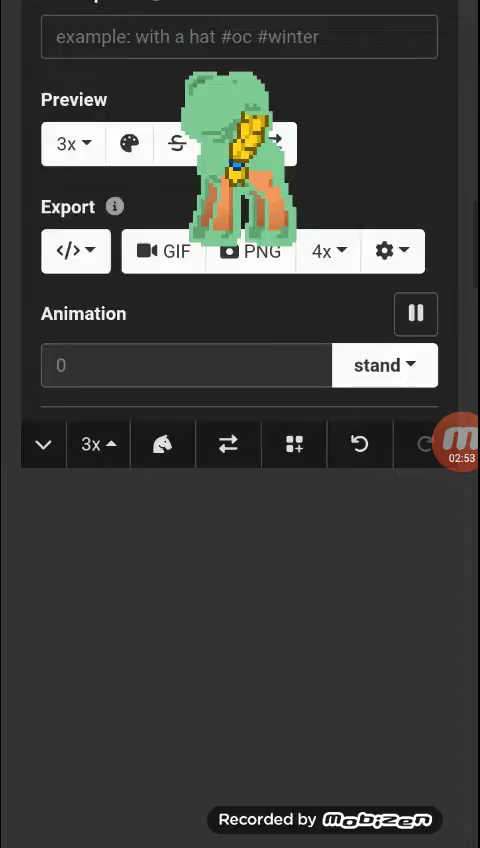 example: with a hat #oc #winter
Preview
3x
Export
GIF
PNG
4x
Animation
0
stand
3x
02:53
Recorded by Mobizen